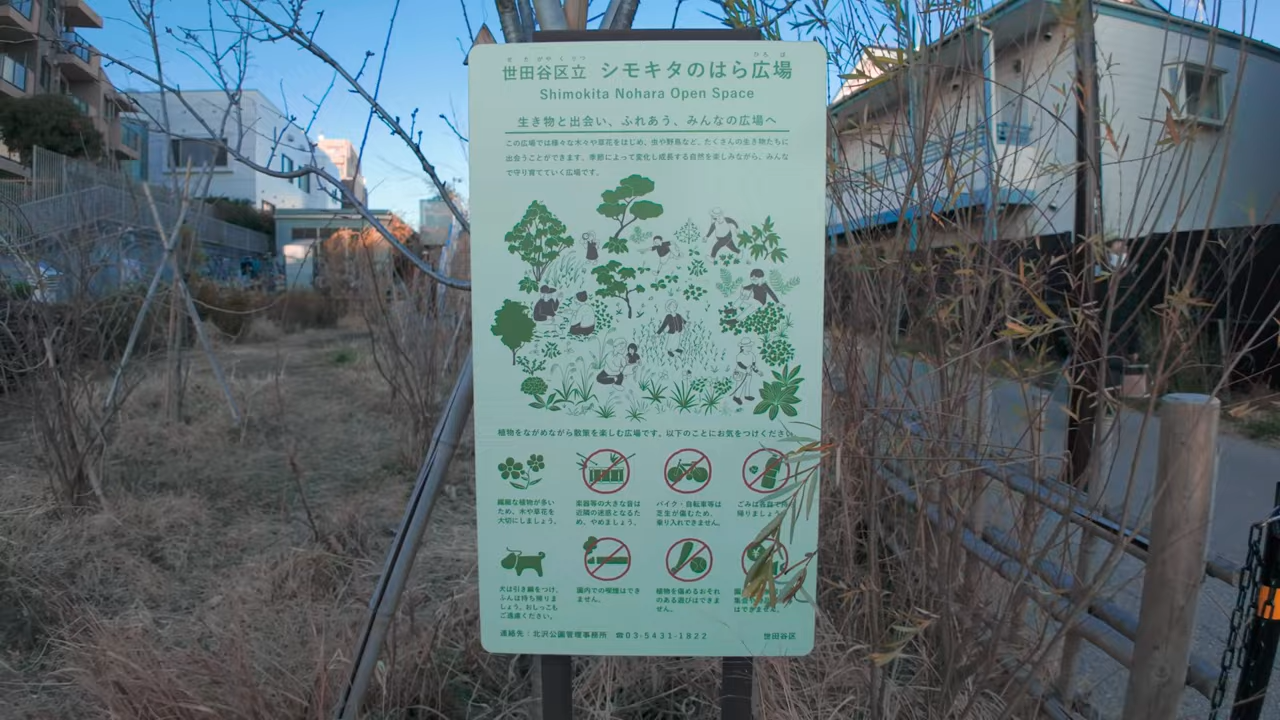 世田谷区立 シモキタのはら広場
Shimokita Nohara Open Space
生き物と出会い、ふれあう、みんなの広場へ
この広場では様々な木々や草花をはじめ、虫や野鳥など、たくさんの生き物たちに
出会うことができます。季節によって変化し成長する自然を楽しみながら、みんな
で守り育てていく広場です。
植物をながめながら散策を楽しむ広場です。以下のことにお気をつけください
繊細な植物が多い
ため、木や草花を
大切にしましょう。
楽器等の大きな音は
近隣の迷惑となるた
め、やめましょう。
バイク・自転車等は
芝生が傷むため、
乗り入れできません。
ごみは各自で持
帰りましょう
犬は引き綱をつけ、
ふんは持ち帰りま
しょう。おしっこも
ご遠慮ください。
園内での喫煙はでき
ません。
植物を傷めるおそれ
のある遊びはできま
せん。
はできません。
連絡先：北沢公園管理事務所 ☎03-5431-1822
世田谷区